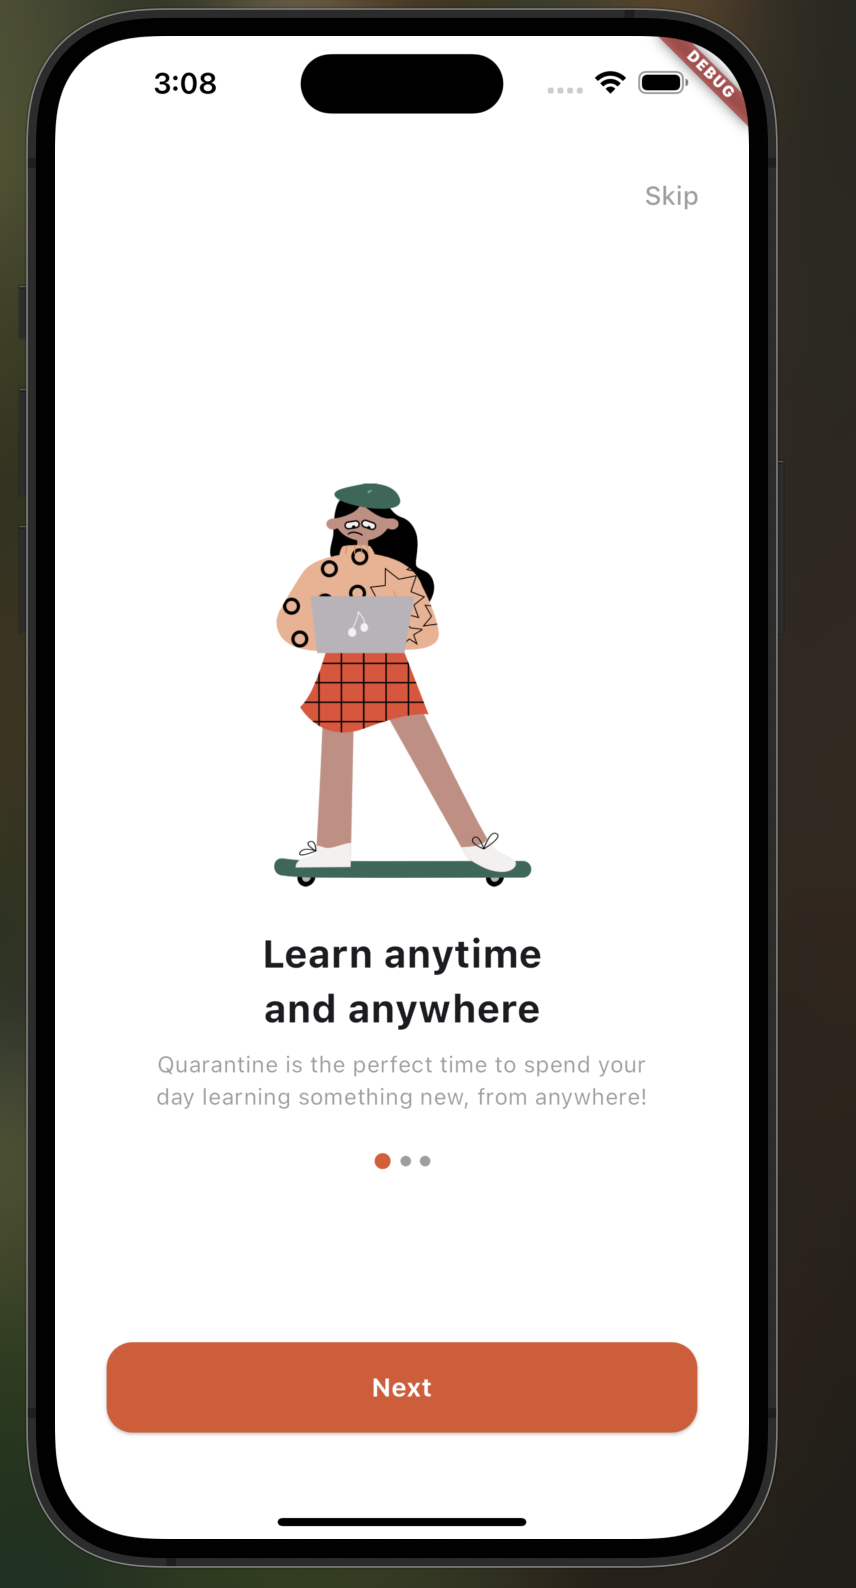 3:08
DEBUG
Skip
Learn anytime
and anywhere
Quarantine is the perfect time to spend your
day learning something new, from anywhere!
Next